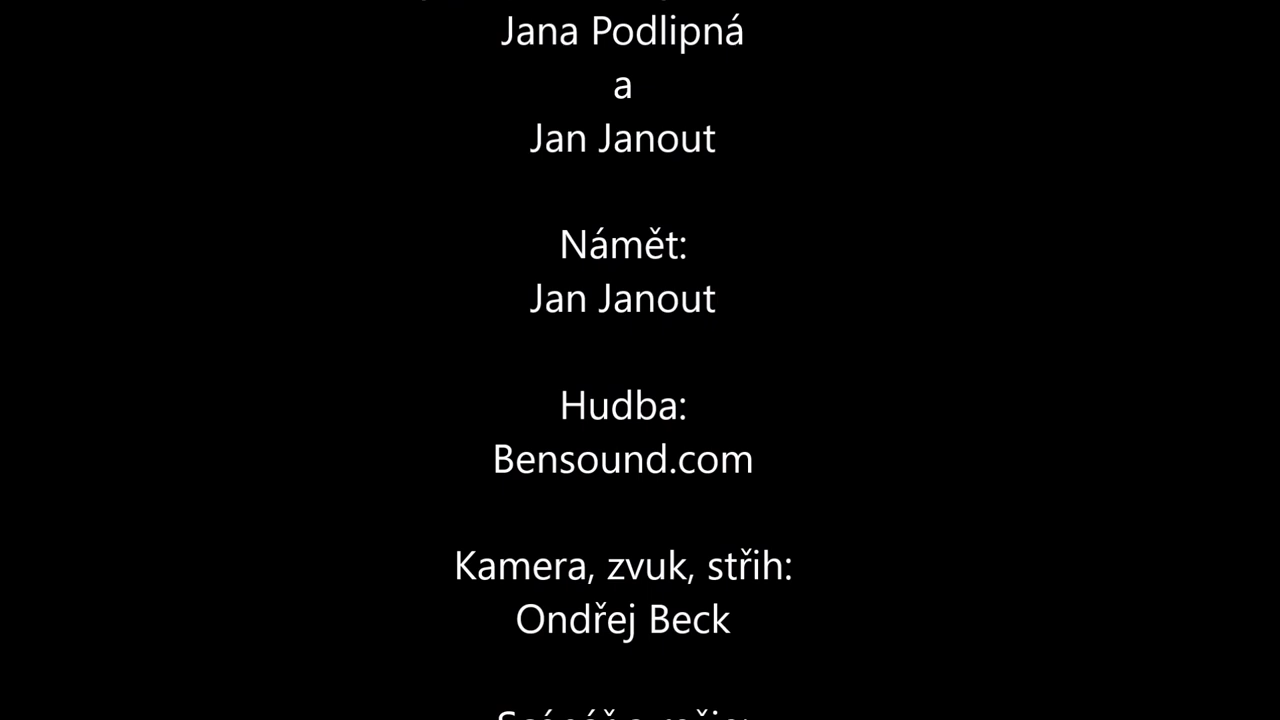 Jana Podlipná
a
Jan Janout
Námět:
Jan Janout
Hudba:
Bensound.com
Kamera, zvuk, střih:
Ondřej Beck